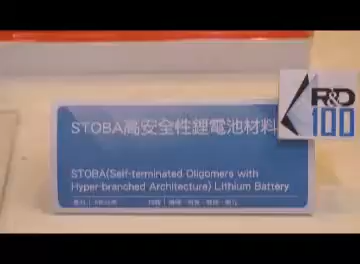 STOBA高安全性鋰電池材料
R&D
100
STOBA(Self-terminated Oligomers with
Hyper-branched Architecture) Lithium Battery